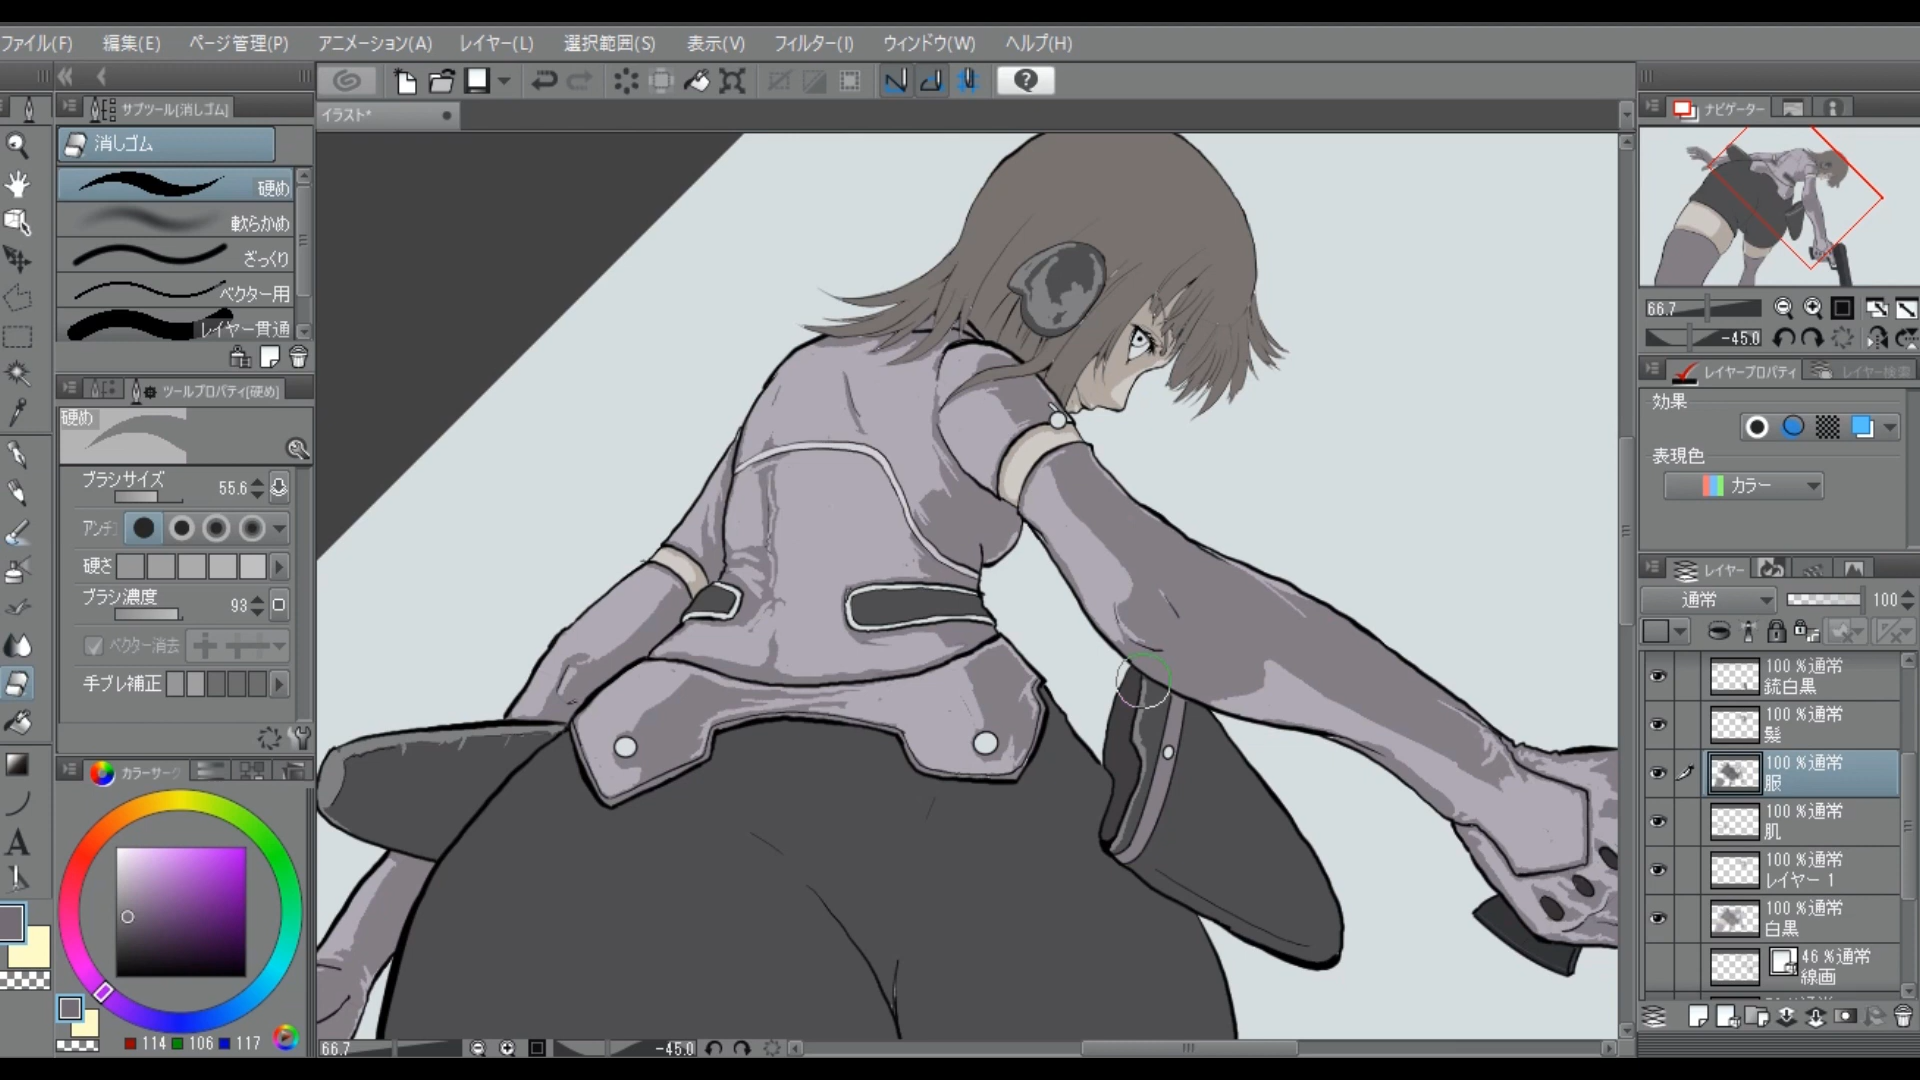 ファイル(F) 編集(E) ページ管理(P) アニメーション(A) レイヤー(L) 選択範囲(S) 表示(V) フィルター(I) ウィンドウ(W) ヘルプ(H)
イラスト*
サブツール[消しゴム]
消しゴム
硬め
軟らかめ
ざっくり
ベクター用
レイヤー貫通
ツールプロパティ[硬め]
硬め
ブラシサイズ 55.6
アンチ
硬さ
ブラシ濃度 93
ベクター消去
手ブレ補正
カラーサーク
114 106 117
66.7 -45.0
ナビゲーター
66.7
-45.0
レイヤープロパティ レイヤー検索
効果
表現色
カラー
レイヤー
通常 100
100 %通常
銃白黒
100 %通常
髪
100 %通常
服
100 %通常
肌
100 %通常
レイヤー 1
100 %通常
白黒
46 %通常
線画